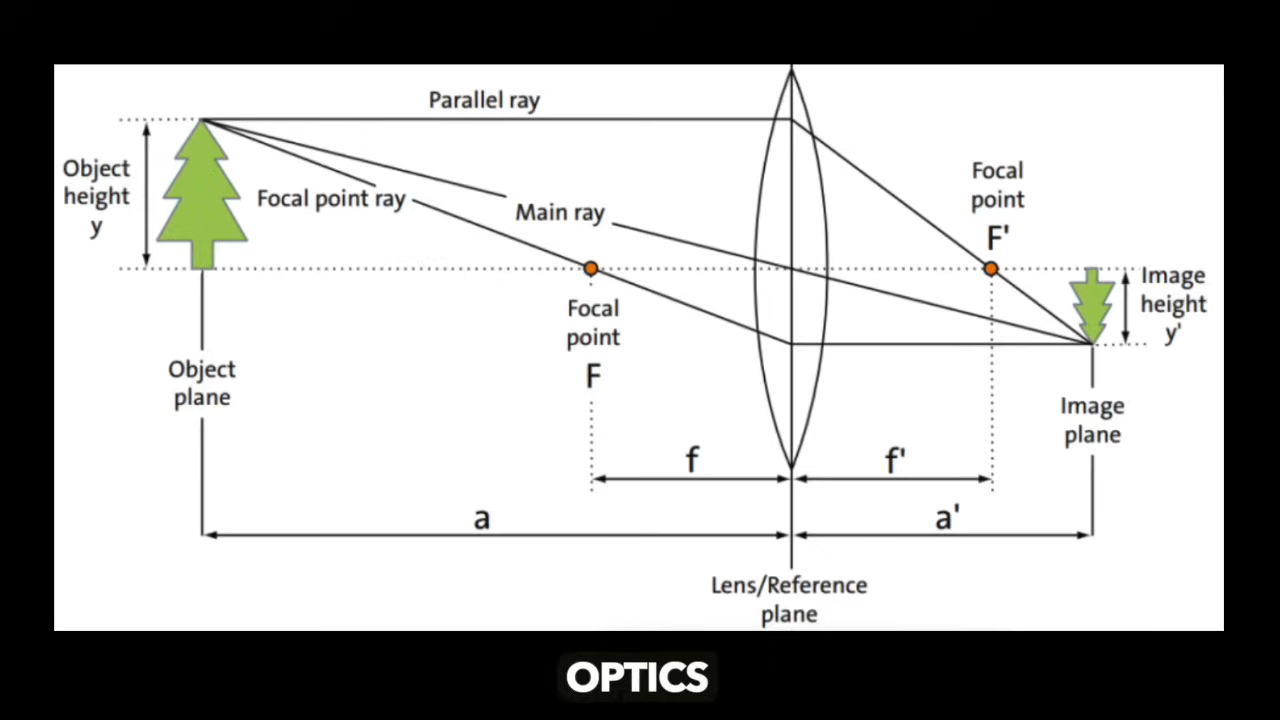 Parallel ray
Object
height
y
Focal point ray
Main ray
Focal
point
F'
Focal
point
F
Image
height
y'
Object
plane
Image
plane
f
f'
a
a'
Lens/Reference
plane
OPTICS